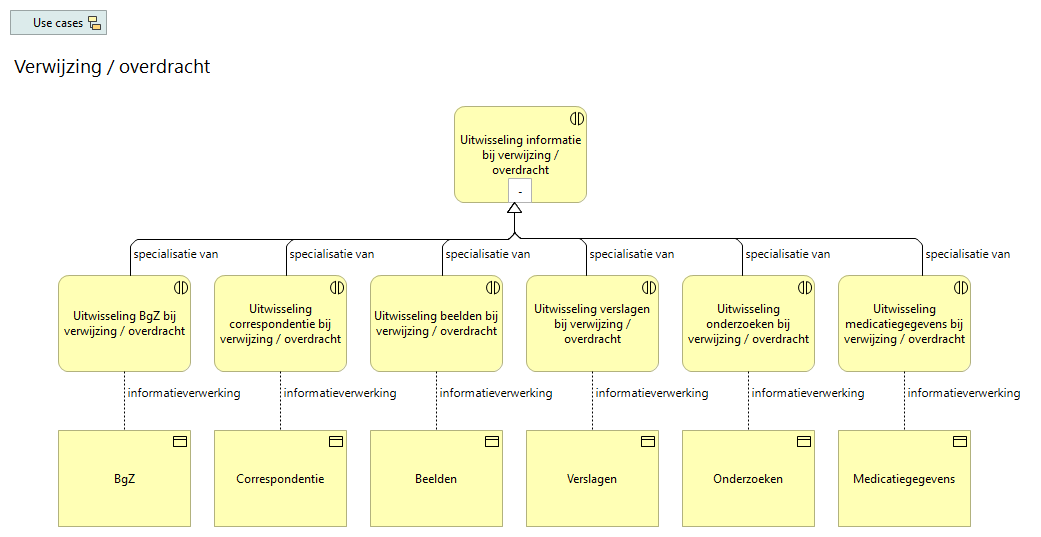 Use cases
Verwijzing / overdracht
Uitwisseling informatie
bij verwijzing /
overdracht
-
specialisatie van
specialisatie van
specialisatie van
specialisatie van
specialisatie van
specialisatie van
Uitwisseling BgZ bij
verwijzing / overdracht
Uitwisseling
correspondentie bij
verwijzing / overdracht
Uitwisseling beelden bij
verwijzing / overdracht
Uitwisseling verslagen
bij verwijzing /
overdracht
Uitwisseling
onderzoeken bij
verwijzing / overdracht
Uitwisseling
medicatiegegevens bij
verwijzing / overdracht
informatieverwerking
informatieverwerking
informatieverwerking
informatieverwerking
informatieverwerking
informatieverwerking
BgZ
Correspondentie
Beelden
Verslagen
Onderzoeken
Medicatiegegevens